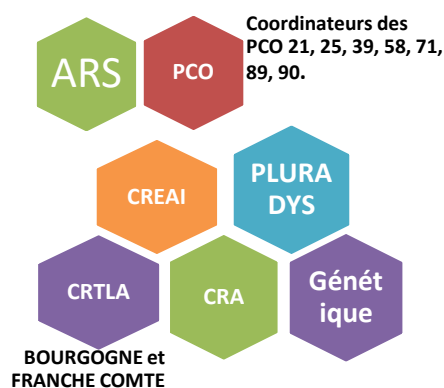 ARS
PCO
Coordinateurs des
PCO 21, 25, 39, 58, 71,
89, 90.
CREAI
PLURA
DYS
CRTLA
CRA
Génét
ique
BOURGOGNE et
FRANCHE COMTE